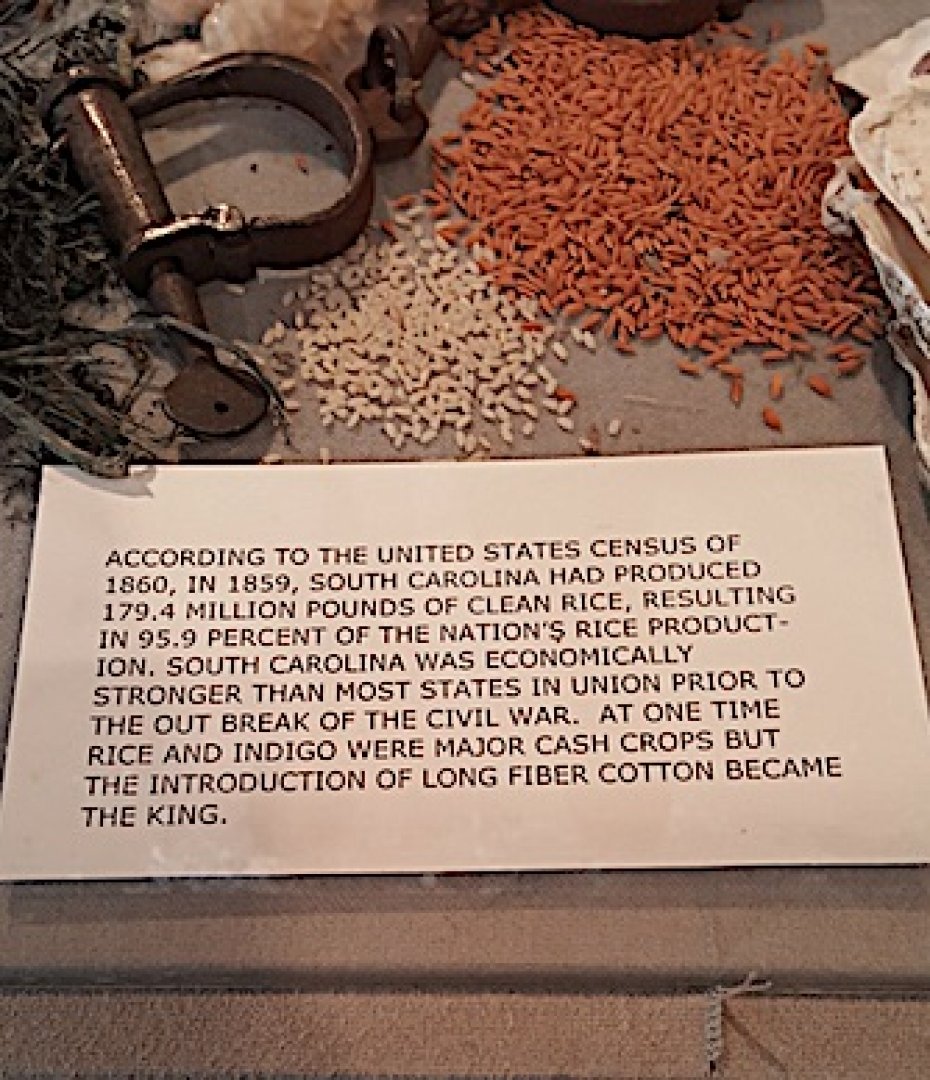 ACCORDING TO THE UNITED STATES CENSUS OF
1860, IN 1859, SOUTH CAROLINA HAD PRODUCED
179.4 MILLION POUNDS OF CLEAN RICE, RESULTING
IN 95.9 PERCENT OF THE NATION'S RICE PRODUCT-
ION. SOUTH CAROLINA WAS ECONOMICALLY
STRONGER THAN MOST STATES IN UNION PRIOR TO
THE OUT BREAK OF THE CIVIL WAR. AT ONE TIME
RICE AND INDIGO WERE MAJOR CASH CROPS BUT
THE INTRODUCTION OF LONG FIBER COTTON BECAME
THE KING.